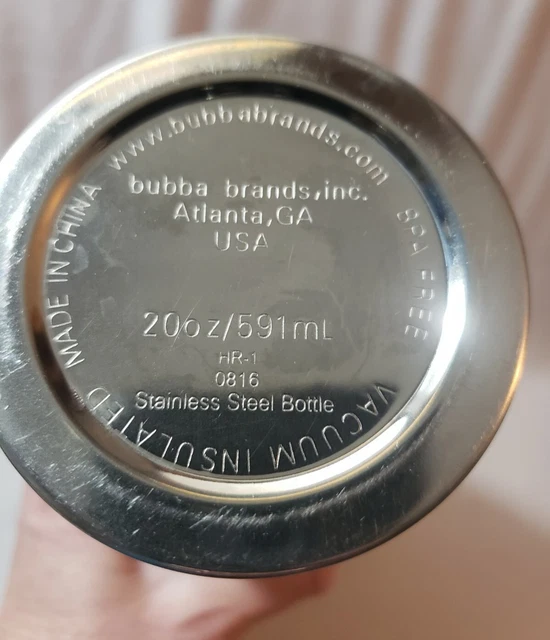 www.bubbabrands.com
bubba brands,inc.
Atlanta,GA
USA
BPA FREE
MADE IN CHINA
20oz/591mL
HR-1
0816
Stainless Steel Bottle
VACUUM INSULATED